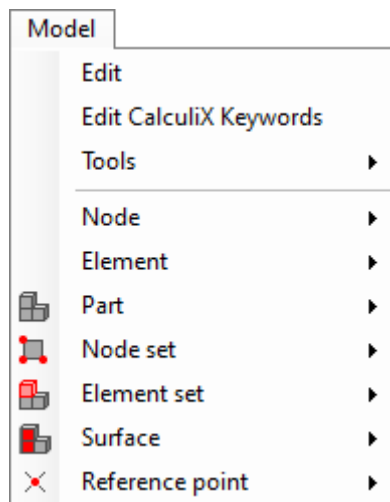 Model
Edit
Edit CalculiX Keywords
Tools
Node
Element
Part
Node set
Element set
Surface
Reference point